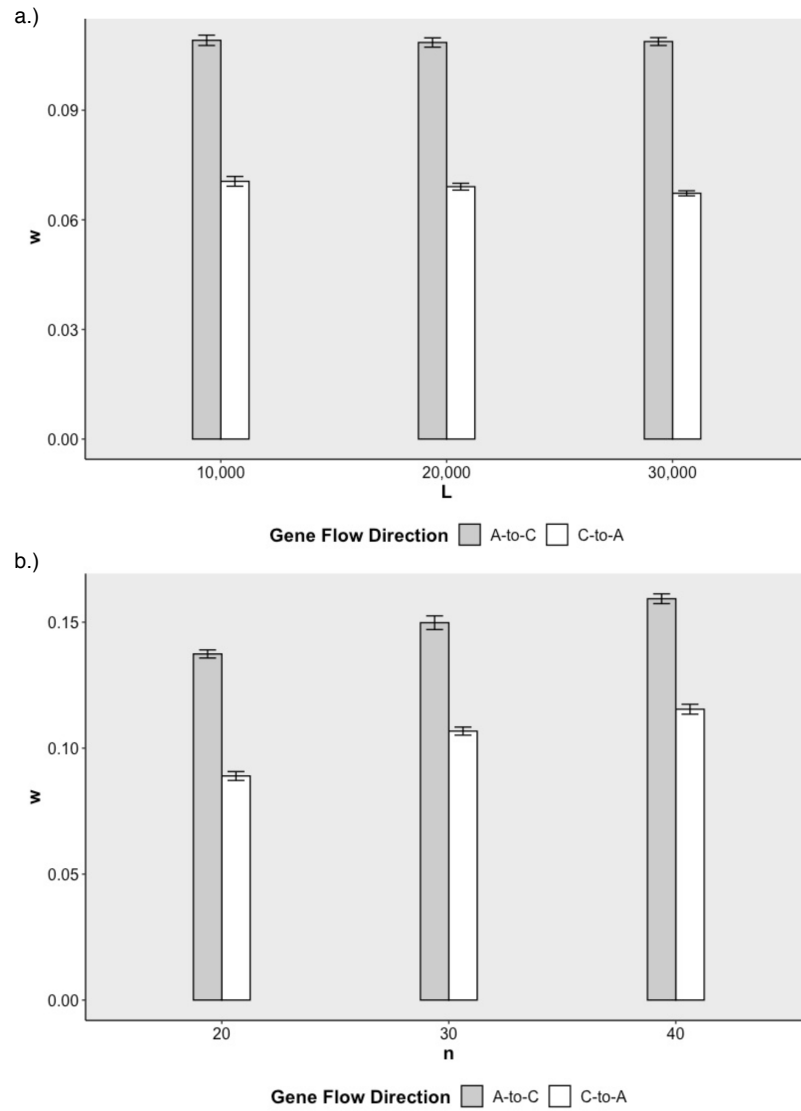 a.)
0.09
0.06
0.03
0.00
w
10,000 20,000 30,000
L
Gene Flow Direction A-to-C C-to-A
b.)
0.15
0.10
0.05
0.00
w
20 30 40
n
Gene Flow Direction A-to-C C-to-A